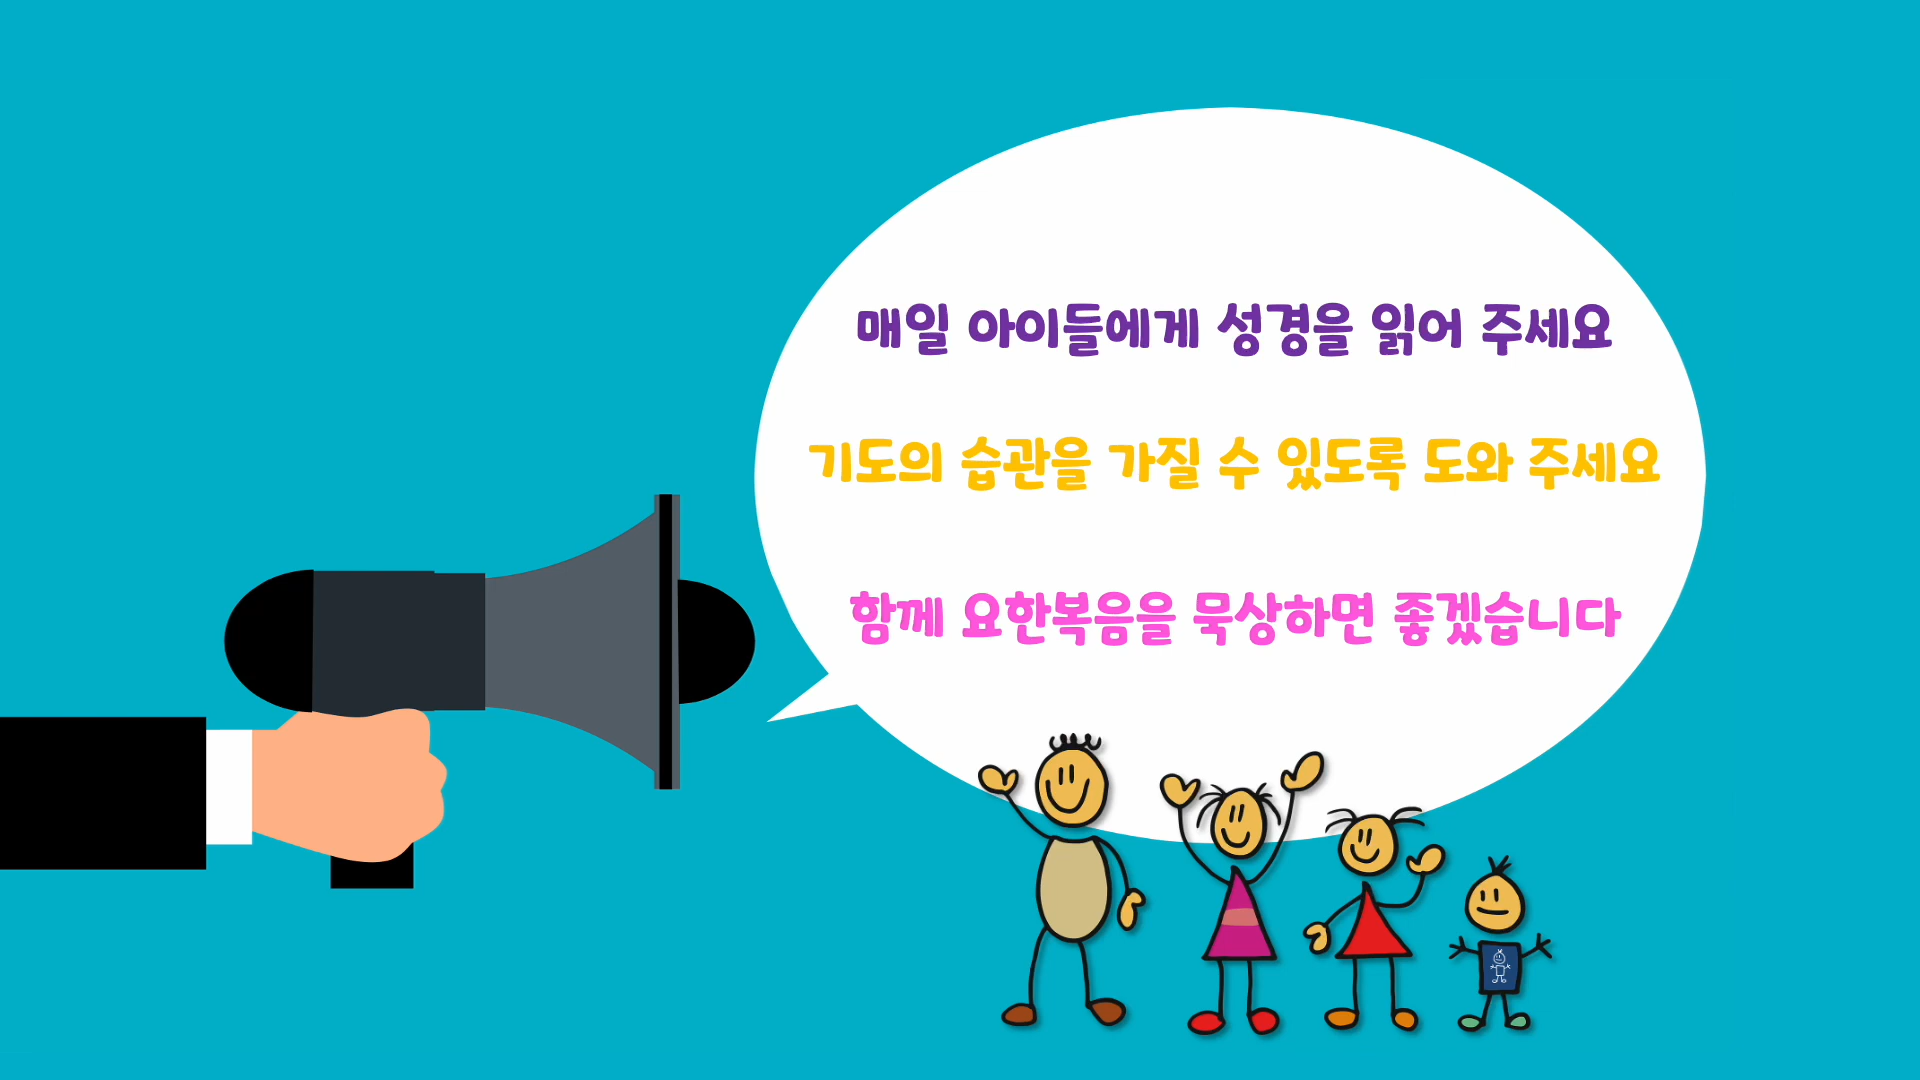 매일 아이들에게 성경을 읽어 주세요
기도의 습관을 가질 수 있도록 도와 주세요
함께 요한복음을 묵상하면 좋겠습니다